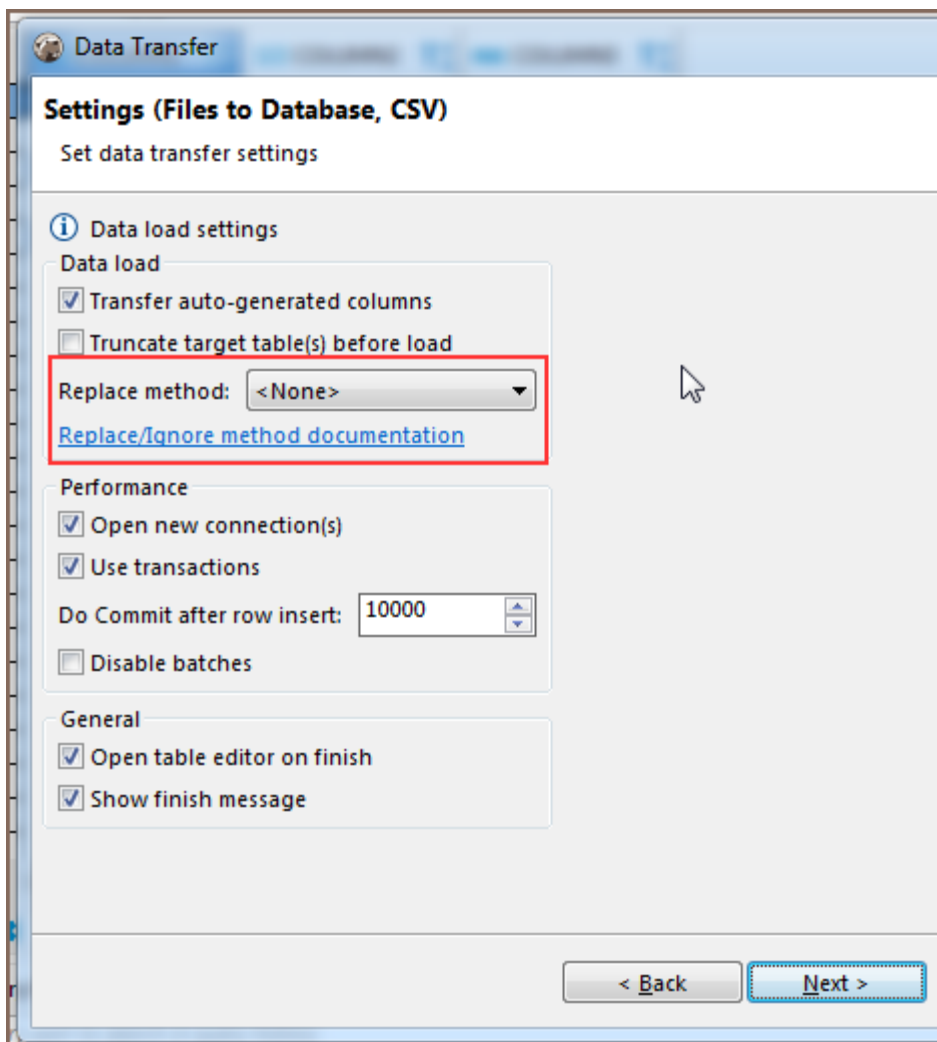 Data Transfer
Settings (Files to Database, CSV)
Set data transfer settings
Data load settings
Data load
Transfer auto-generated columns
Truncate target table(s) before load
Replace method: <None>
Replace/Ignore method documentation
Performance
Open new connection(s)
Use transactions
Do Commit after row insert: 10000
Disable batches
General
Open table editor on finish
Show finish message
< Back Next >